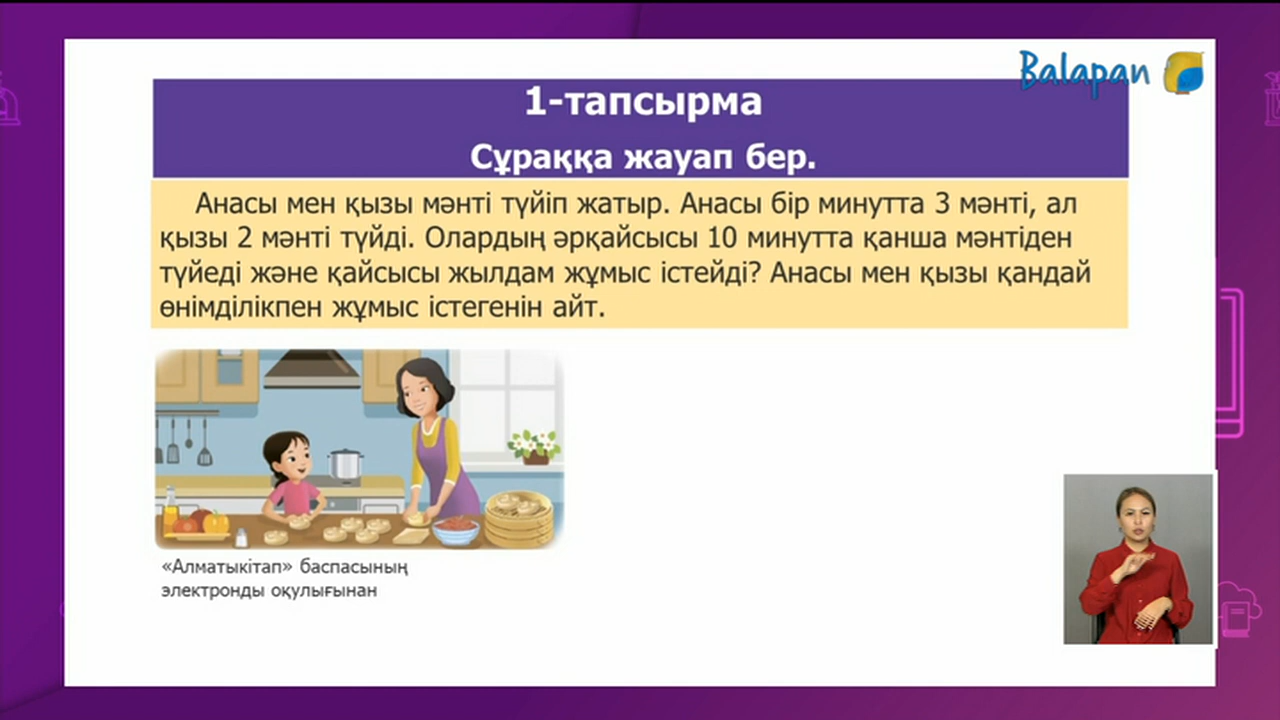 Balapan
1-тапсырма
Сұраққа жауап бер.
Анасы мен қызы мәнті түйіп жатыр. Анасы бір минутта 3 мәнті, ал
қызы 2 мәнті түйді. Олардың әрқайсысы 10 минутта қанша мәнтіден
түйеді және қайсысы жылдам жұмыс істейді? Анасы мен қызы қандай
өнімділікпен жұмыс істегенін айт.
«Алматыкітап» баспасының
электронды оқулығынан